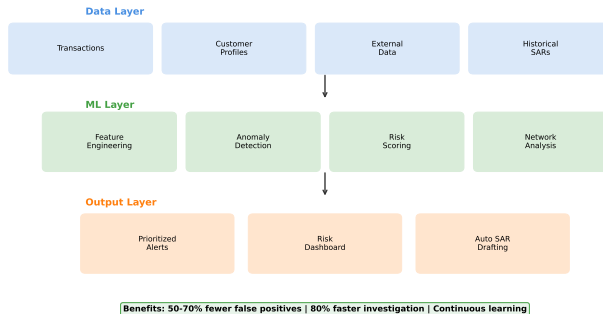 Data Layer
Transactions
Customer
Profiles
External
Data
Historical
SARs
ML Layer
Feature
Engineering
Anomaly
Detection
Risk
Scoring
Network
Analysis
Output Layer
Prioritized
Alerts
Risk
Dashboard
Auto SAR
Drafting
Benefits: 50-70% fewer false positives | 80% faster investigation | Continuous learning